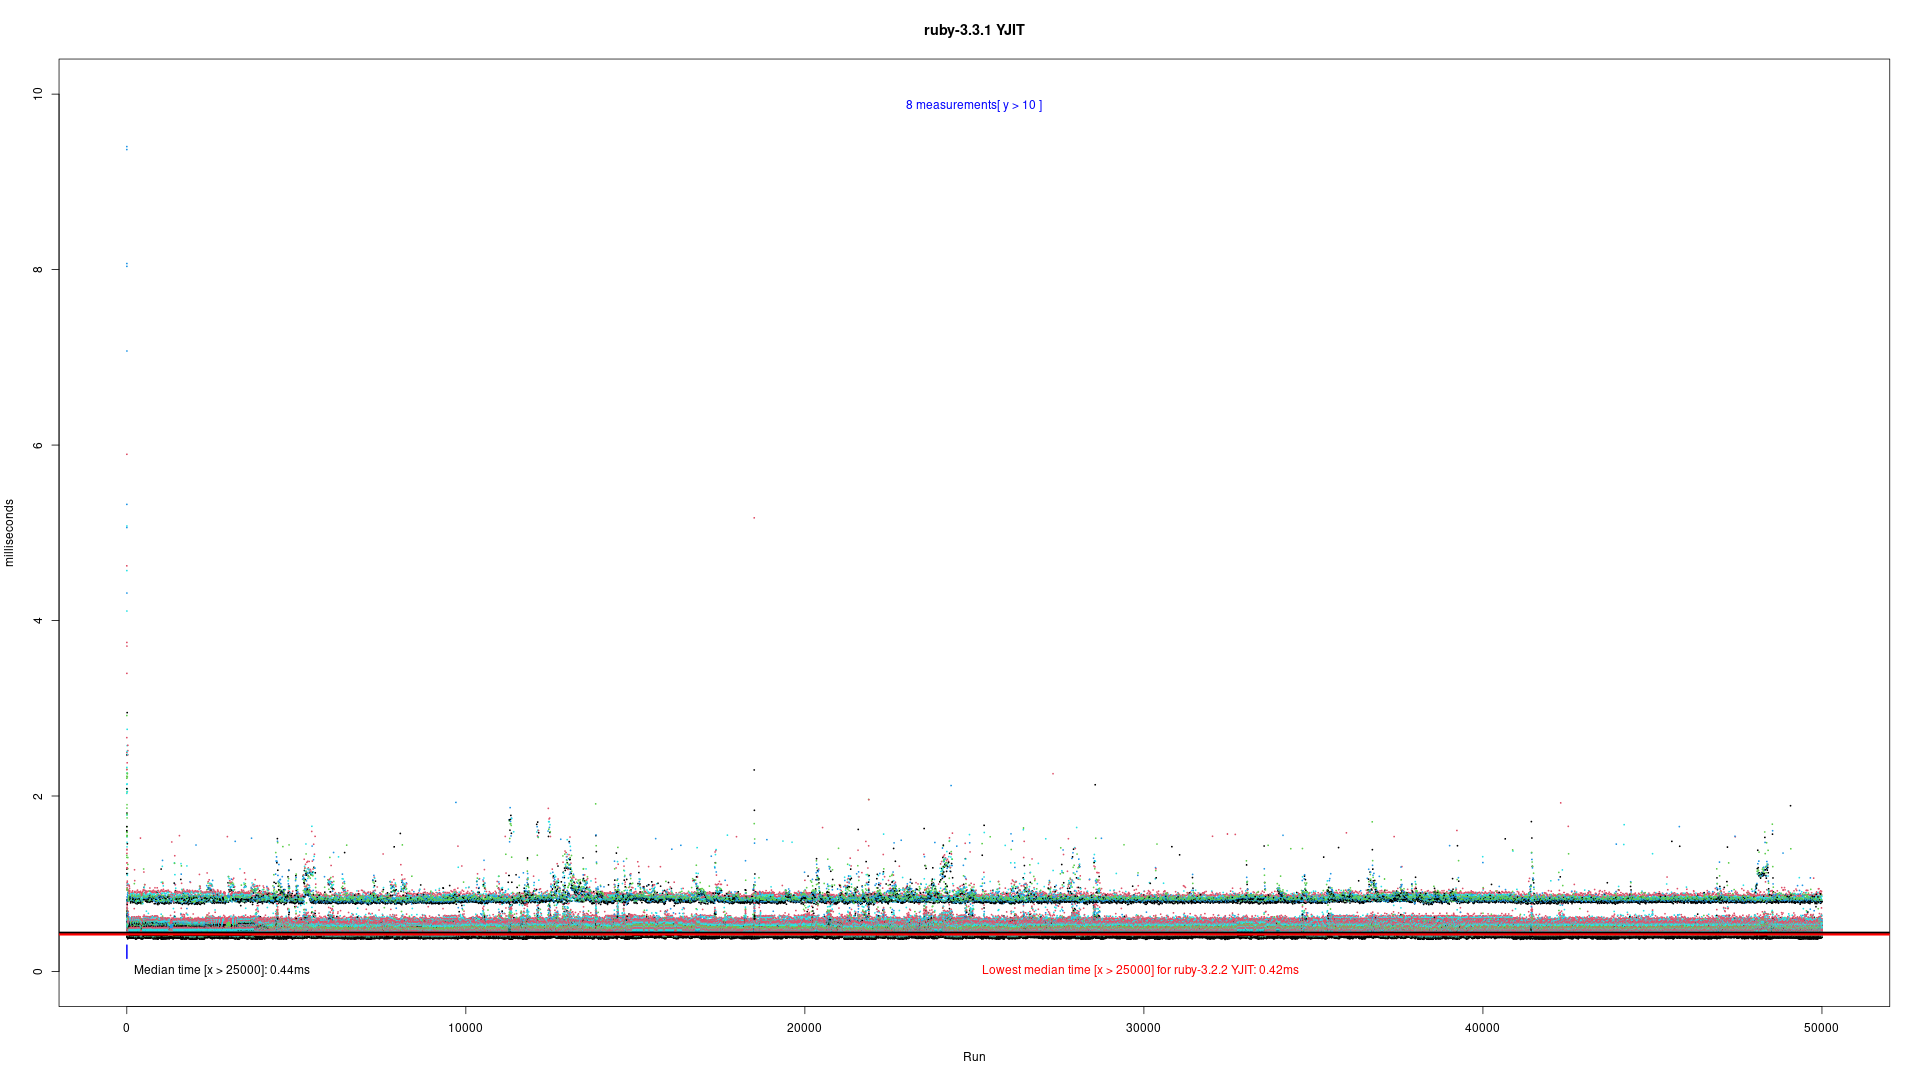 ruby-3.3.1 YJIT
8 measurements[ y > 10 ]
milliseconds
10
8
6
4
2
0
Median time [x > 25000]: 0.44ms
Lowest median time [x > 25000] for ruby-3.2.2 YJIT: 0.42ms
0 10000 20000 30000 40000 50000
Run